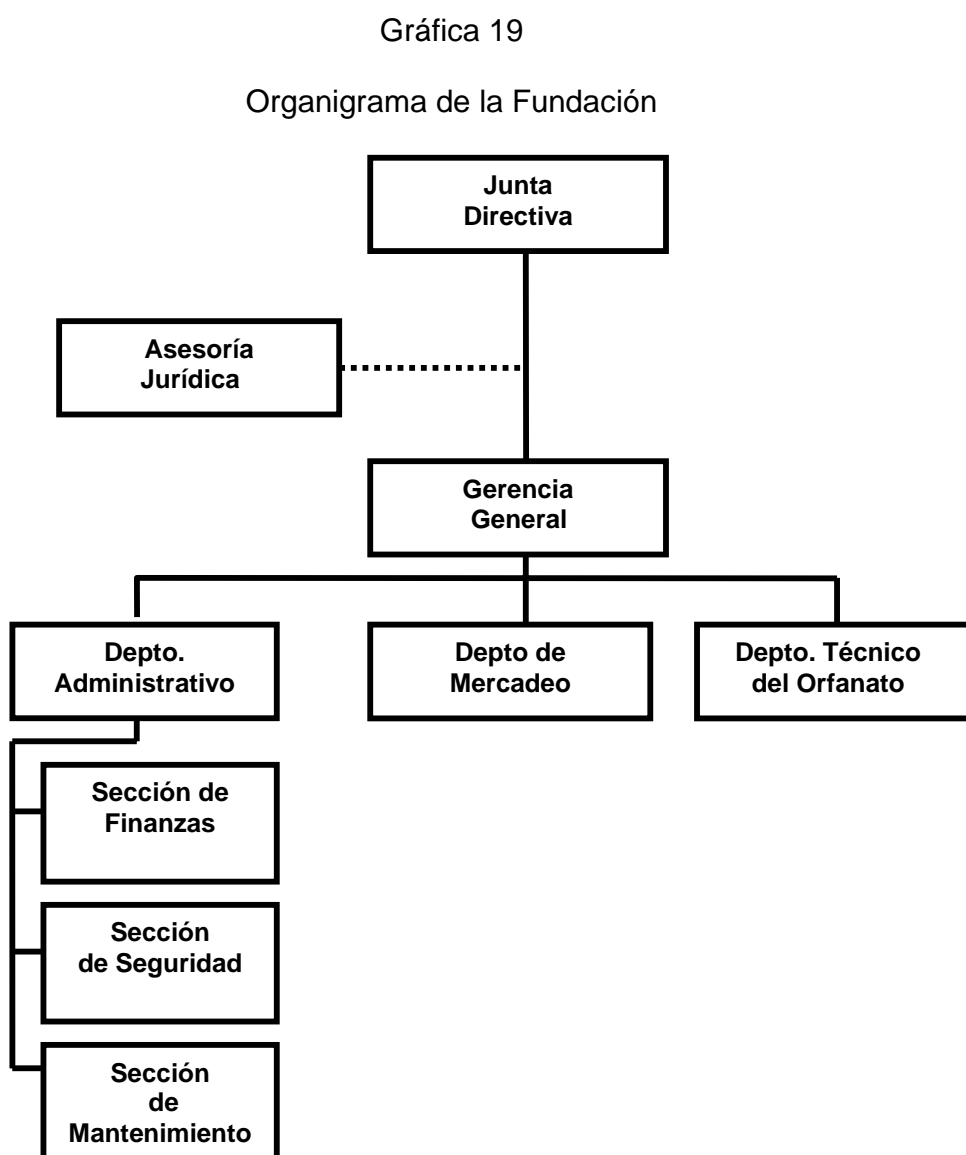 Gráfica 19
Organigrama de la Fundación
Junta
Directiva
Asesoría
Jurídica
Gerencia
General
Depto.
Administrativo
Depto de
Mercadeo
Depto. Técnico
del Orfanato
Sección de
Finanzas
Sección
de Seguridad
Sección
de
Mantenimiento